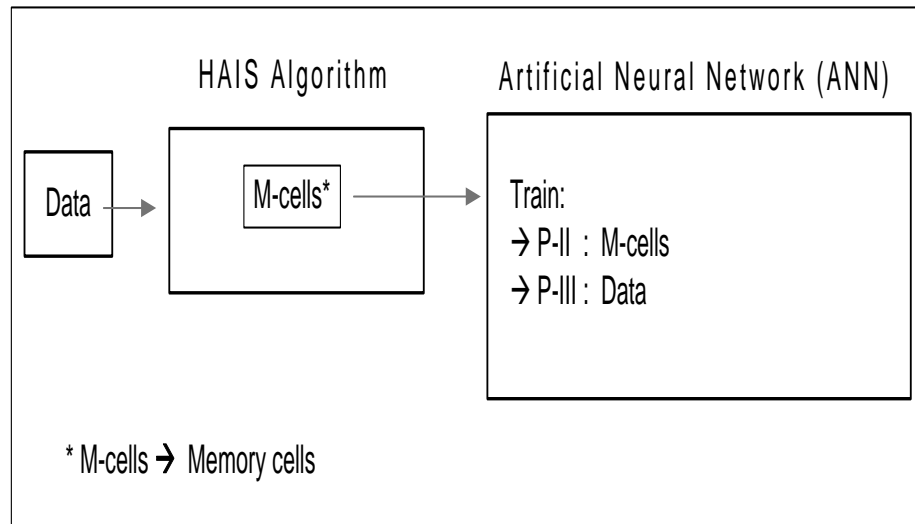 HAIS Algorithm
Artificial Neural Network (ANN)
Data
M-cells*
Train:
→ P-II : M-cells
→ P-III : Data
* M-cells → Memory cells